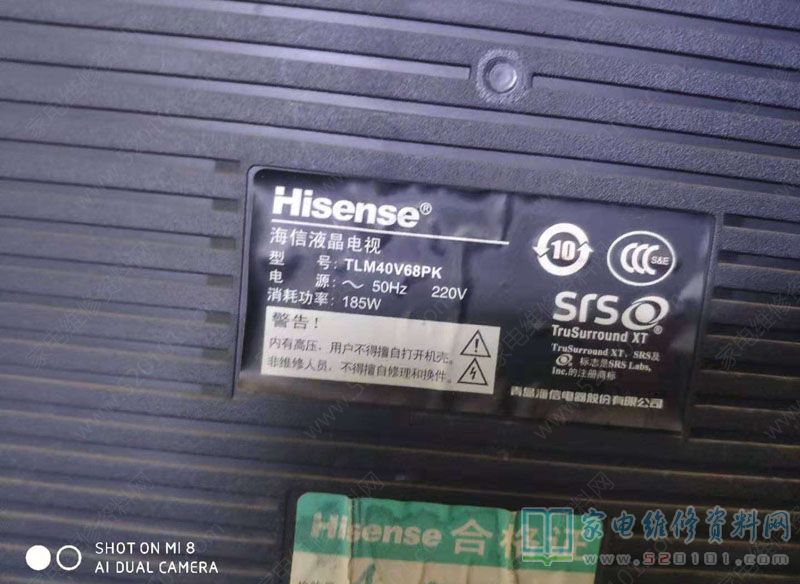 Hisense®
海信液晶电视
型 号: TLM40V68PK
电 源: ～ 50Hz 220V
消耗功率: 185W
警告!
内有高压，用户不得擅自打开机壳。
非维修人员，不得擅自修理和换件。
10
CCC S&E
SRS®
TruSurround XT
TruSurround XT、SRS及
标志是SRS Labs,
Inc.的注册商标
青岛海信电器股份有限公司
Hisense 合格证
家电维修资料网
www.520101.com
SHOT ON MI 8
AI DUAL CAMERA